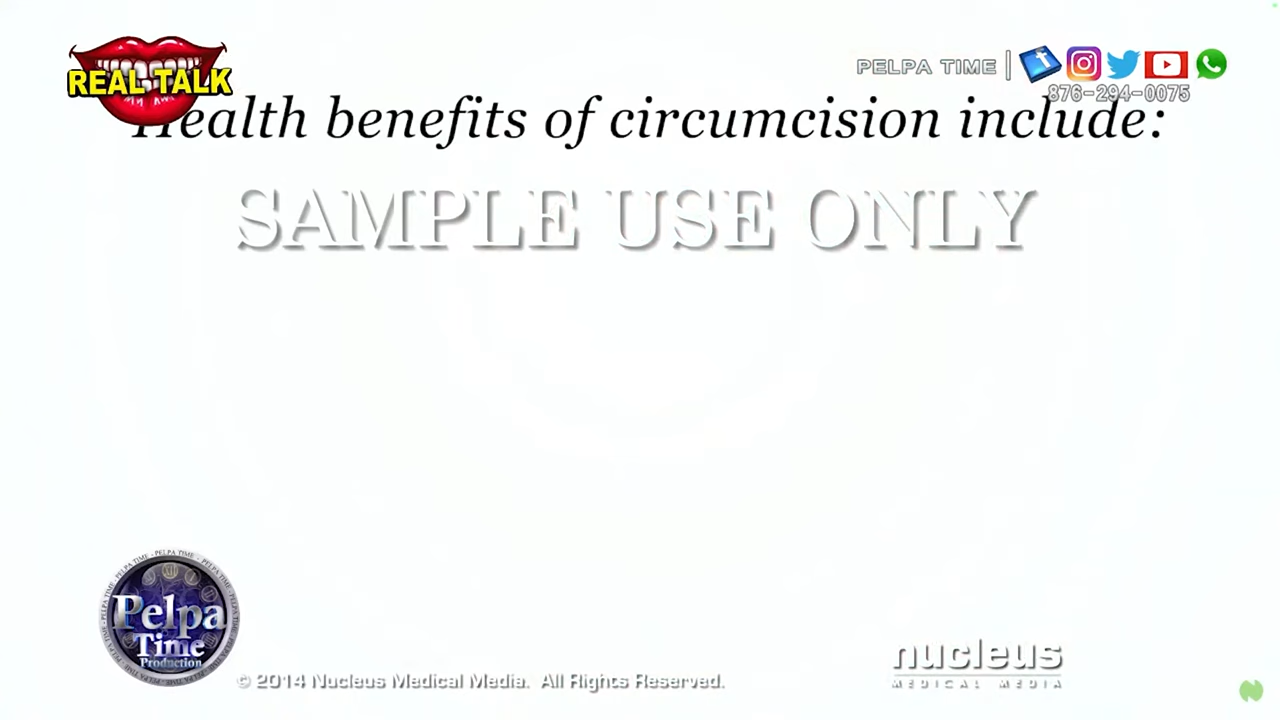 REAL TALK
PELPA TIME |
876-294-0075
Health benefits of circumcision include:
SAMPLE USE ONLY
Pelpa
Time
Production
© 2014 Nucleus Medical Media. All Rights Reserved.
nucleus
MEDICAL MEDIA